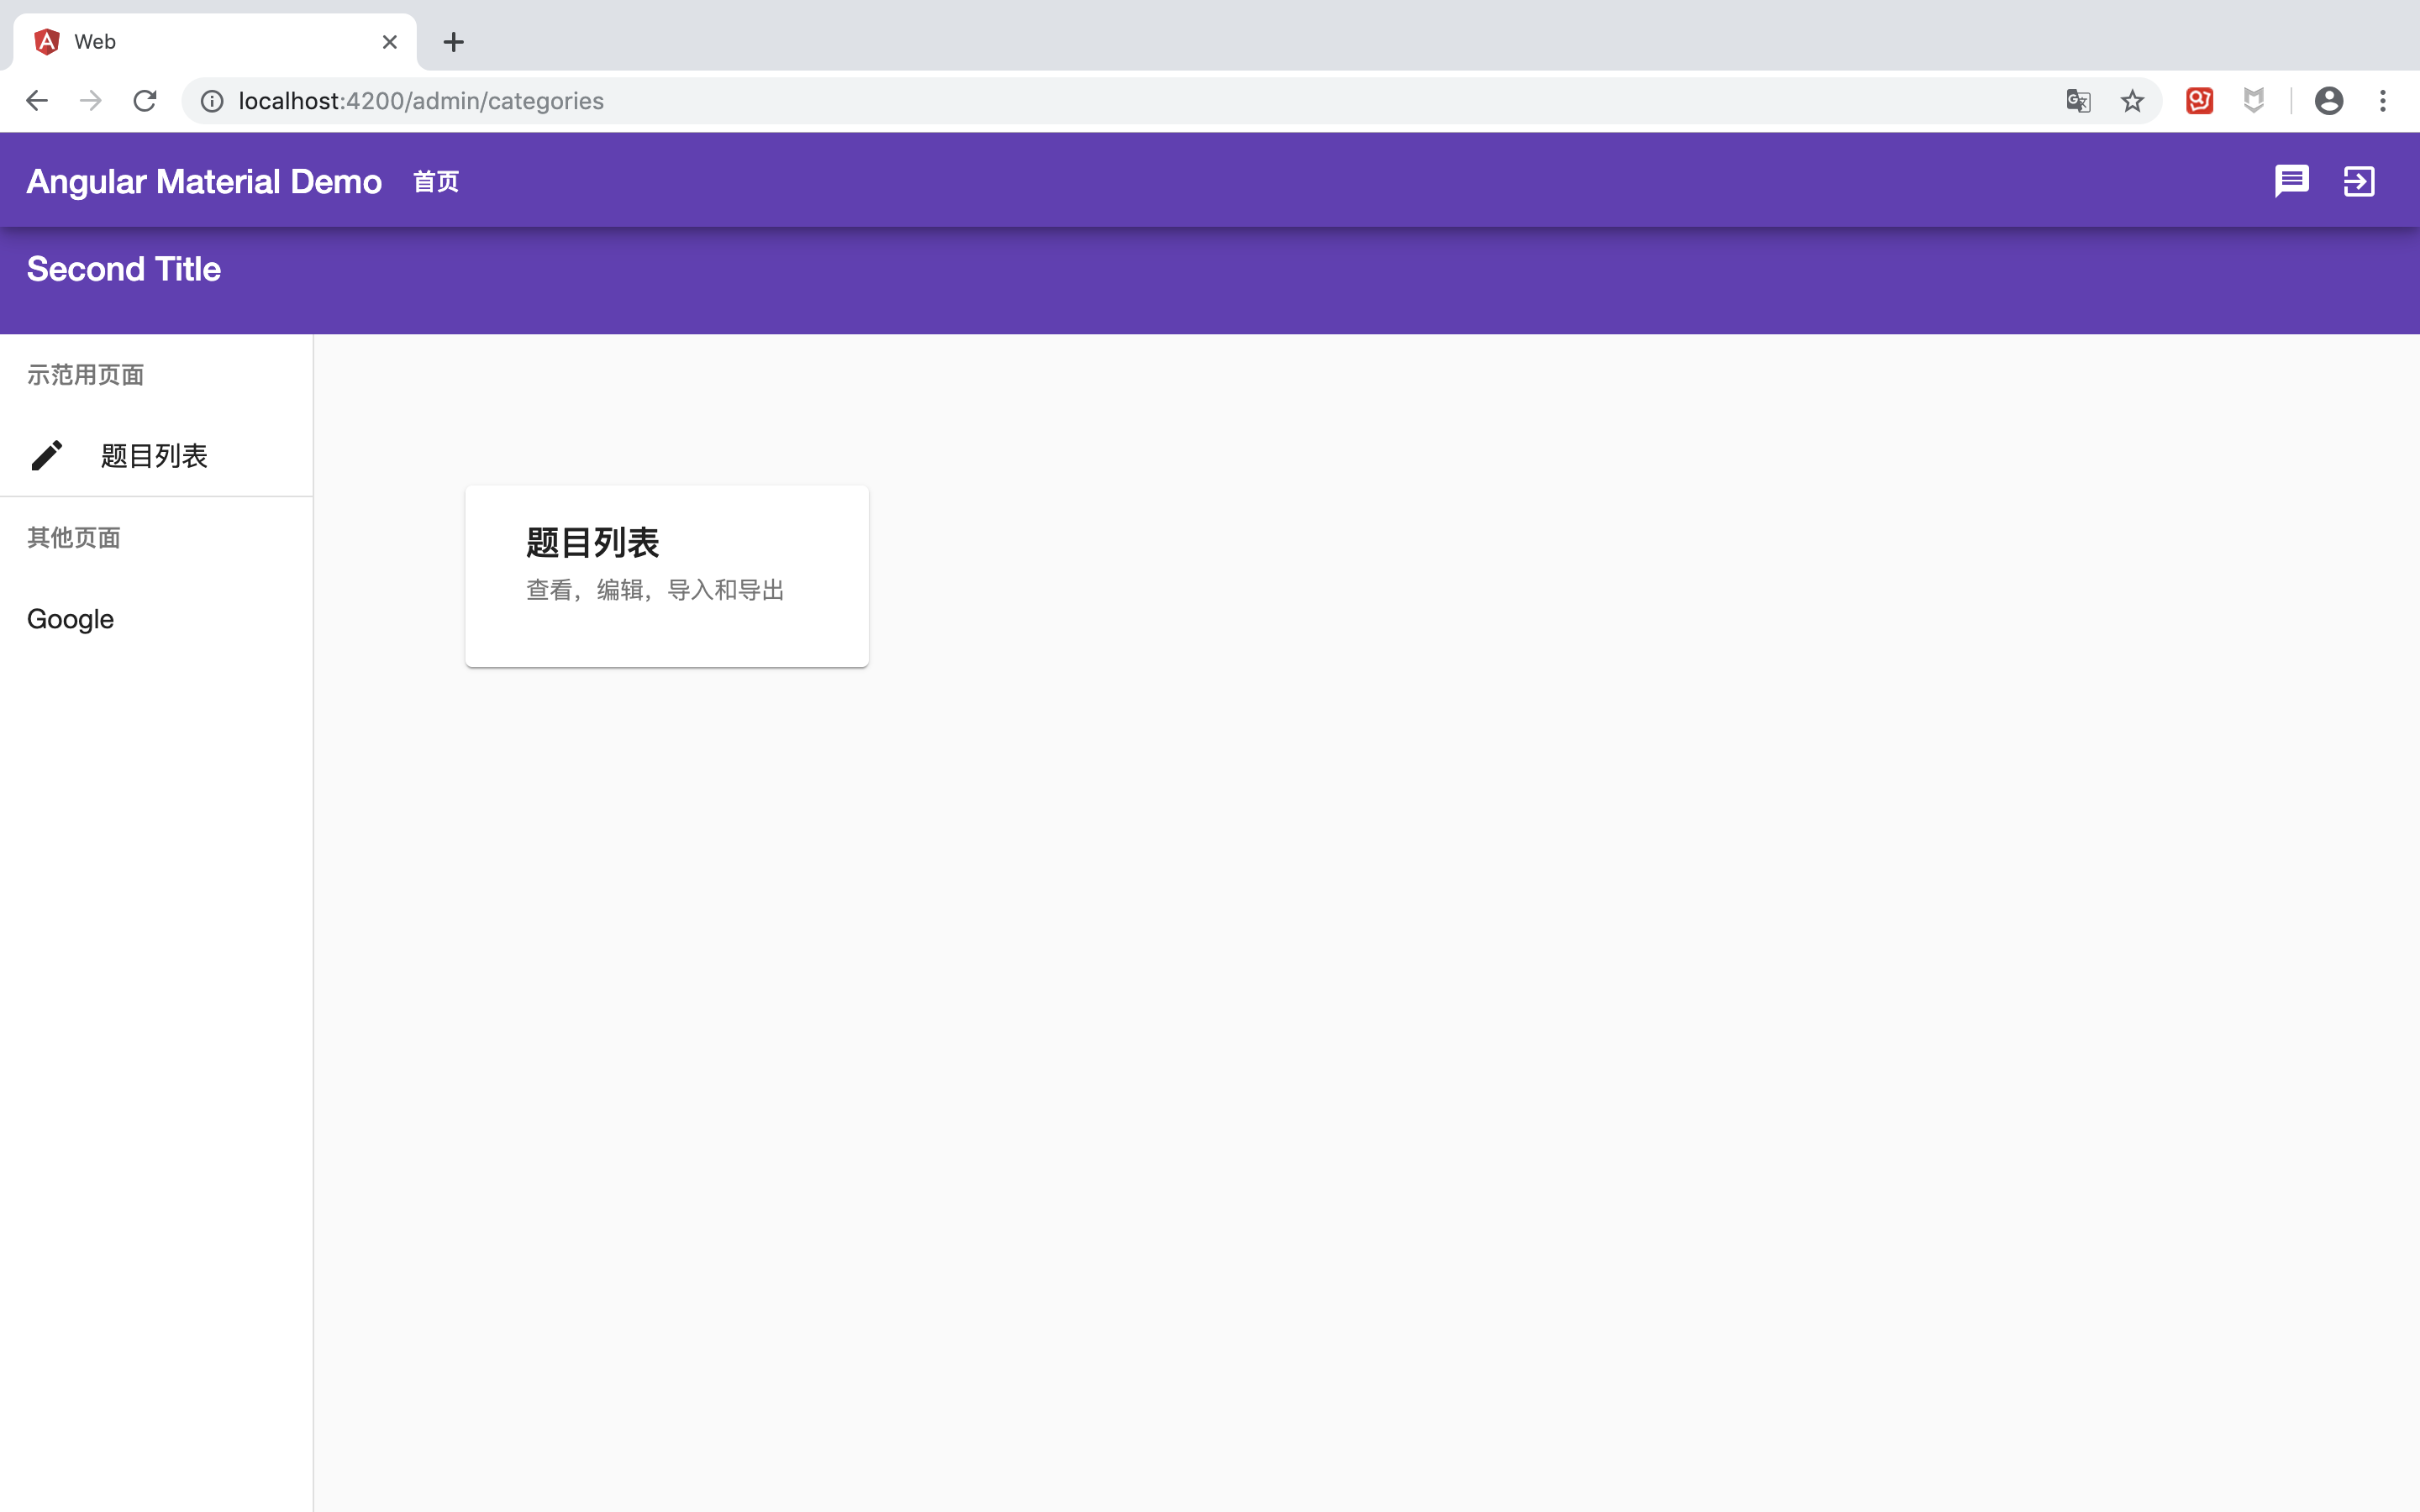 Web
localhost:4200/admin/categories
Angular Material Demo 首页
Second Title
示范用页面
题目列表
其他页面
Google
题目列表
查看，编辑，导入和导出